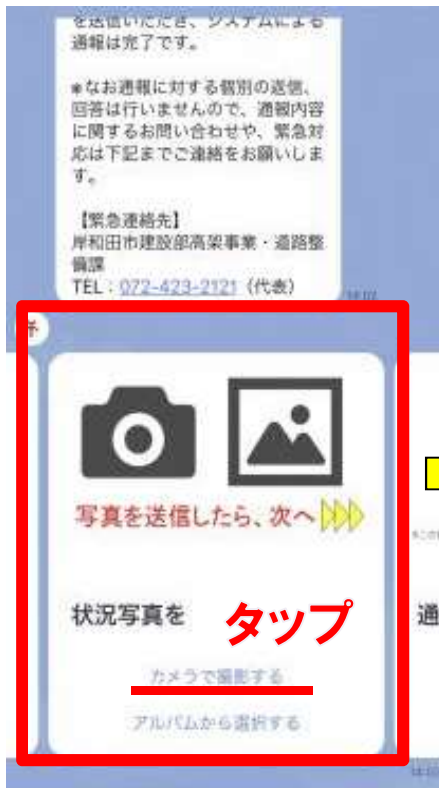 を送信いただき、システムによる
通報は完了です。
※なお通報に対する個別の返信、
回答は行いませんので、通報内容
に関するお問い合わせや、緊急対
応は下記までご連絡をお願いしま
す。
【緊急連絡先】
岸和田市建設部高架事業・道路整
備課
TEL：072-423-2121（代表）
写真を送信したら、次へ
状況写真を
タップ
通
カメラで撮影する
アルバムから選択する